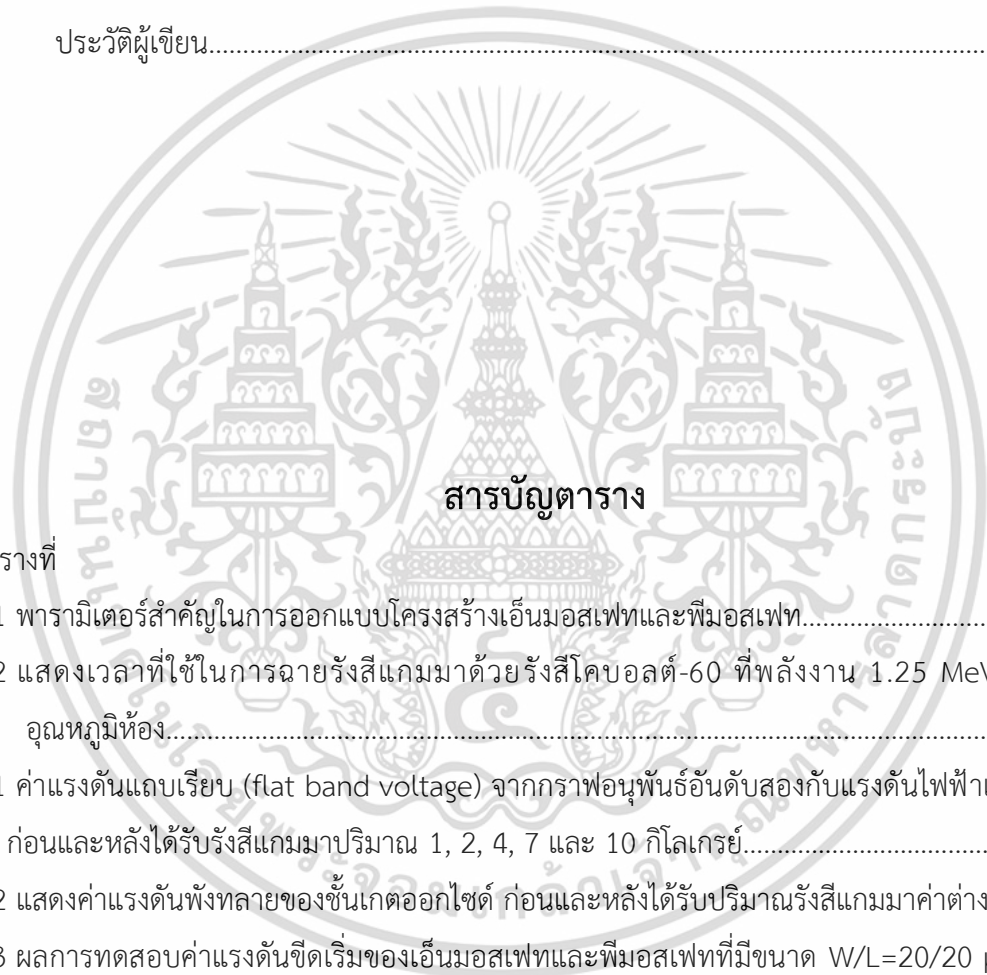 ประวัติผู้เขียน
สารบัญตาราง
รางที่
1 พารามิเตอร์สำคัญในการออกแบบโครงสร้างเอ็นมอสเฟทและพีมอสเฟท
2 แสดงเวลาที่ใช้ในการฉายรังสีแกมมาด้วยรังสีโคบอลต์-60 ที่พลังงาน 1.25 MeV
อุณหภูมิห้อง
1 ค่าแรงดันแถบเรียบ (flat band voltage) จากกราฟอนุพันธ์อันดับสองกับแรงดันไฟฟ้าเ
ก่อนและหลังได้รับรังสีแกมมาปริมาณ 1, 2, 4, 7 และ 10 กิโลเกรย์
2 แสดงค่าแรงดันพังทลายของชั้นเกตออกไซด์ ก่อนและหลังได้รับปริมาณรังสีแกมมาค่าต่าง
3 ผลการทดสอบค่าแรงดันขีดเริ่มของเอ็นมอสเฟทและพีมอสเฟทที่มีขนาด W/L=20/20